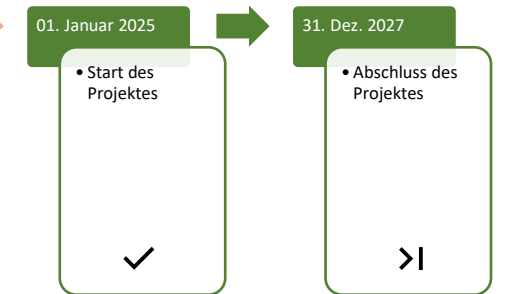 01. Januar 2025
• Start des
Projektes
31. Dez. 2027
• Abschluss des
Projektes